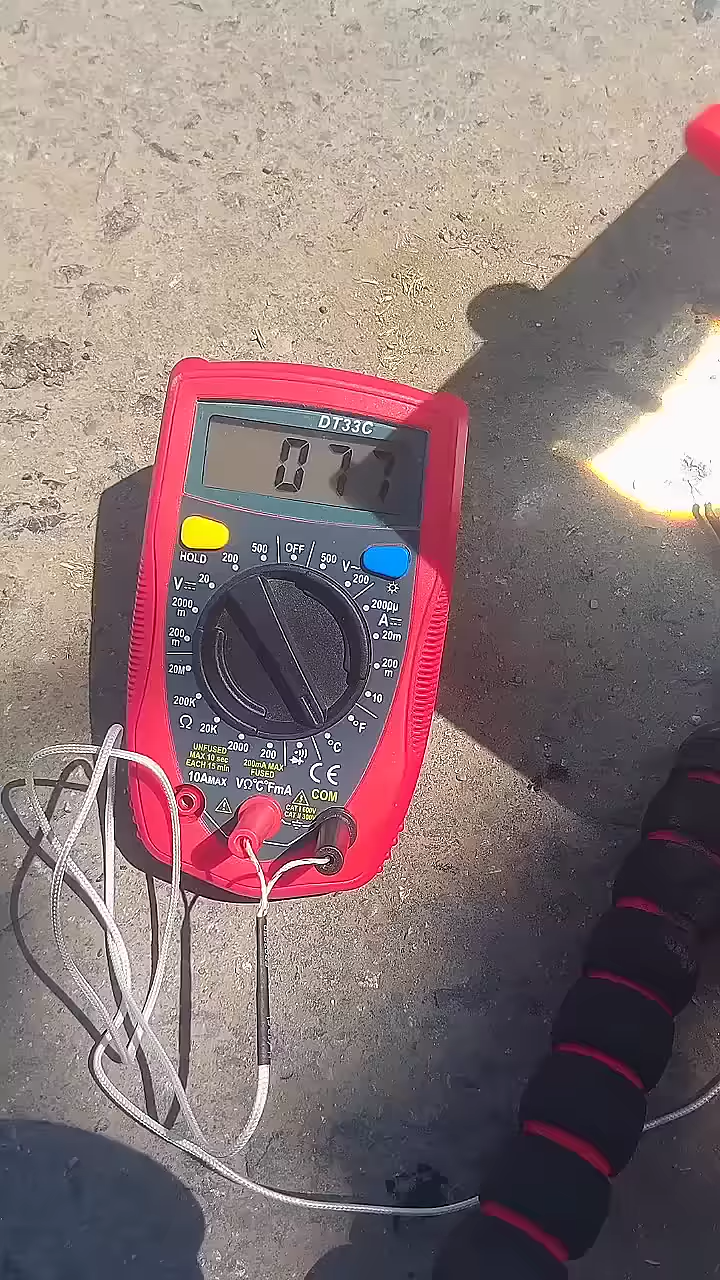 DT33C
077
HOLD
200
500
OFF
500
V~
200
V⎓
20
2000
m
200
m
20M
200K
Ω
20K
2000
200
2000µ
A⎓
20m
200
m
10
°F
°C
UNFUSED
MAX 10 sec
EACH 15 min
10AMAX
200mA MAX
FUSED
VΩ°C°FmA
CE
COM
CAT I 600V
CAT II 300V